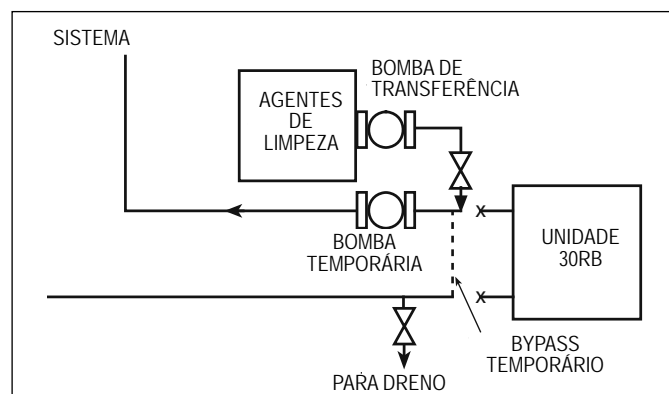 SISTEMA
BOMBA DE
TRANSFERÊNCIA
AGENTES
DE
LIMPEZA
BOMBA
TEMPORÁRIA
UNIDADE
30RB
BYPASS
TEMPORÁRIO
PARA DRENO